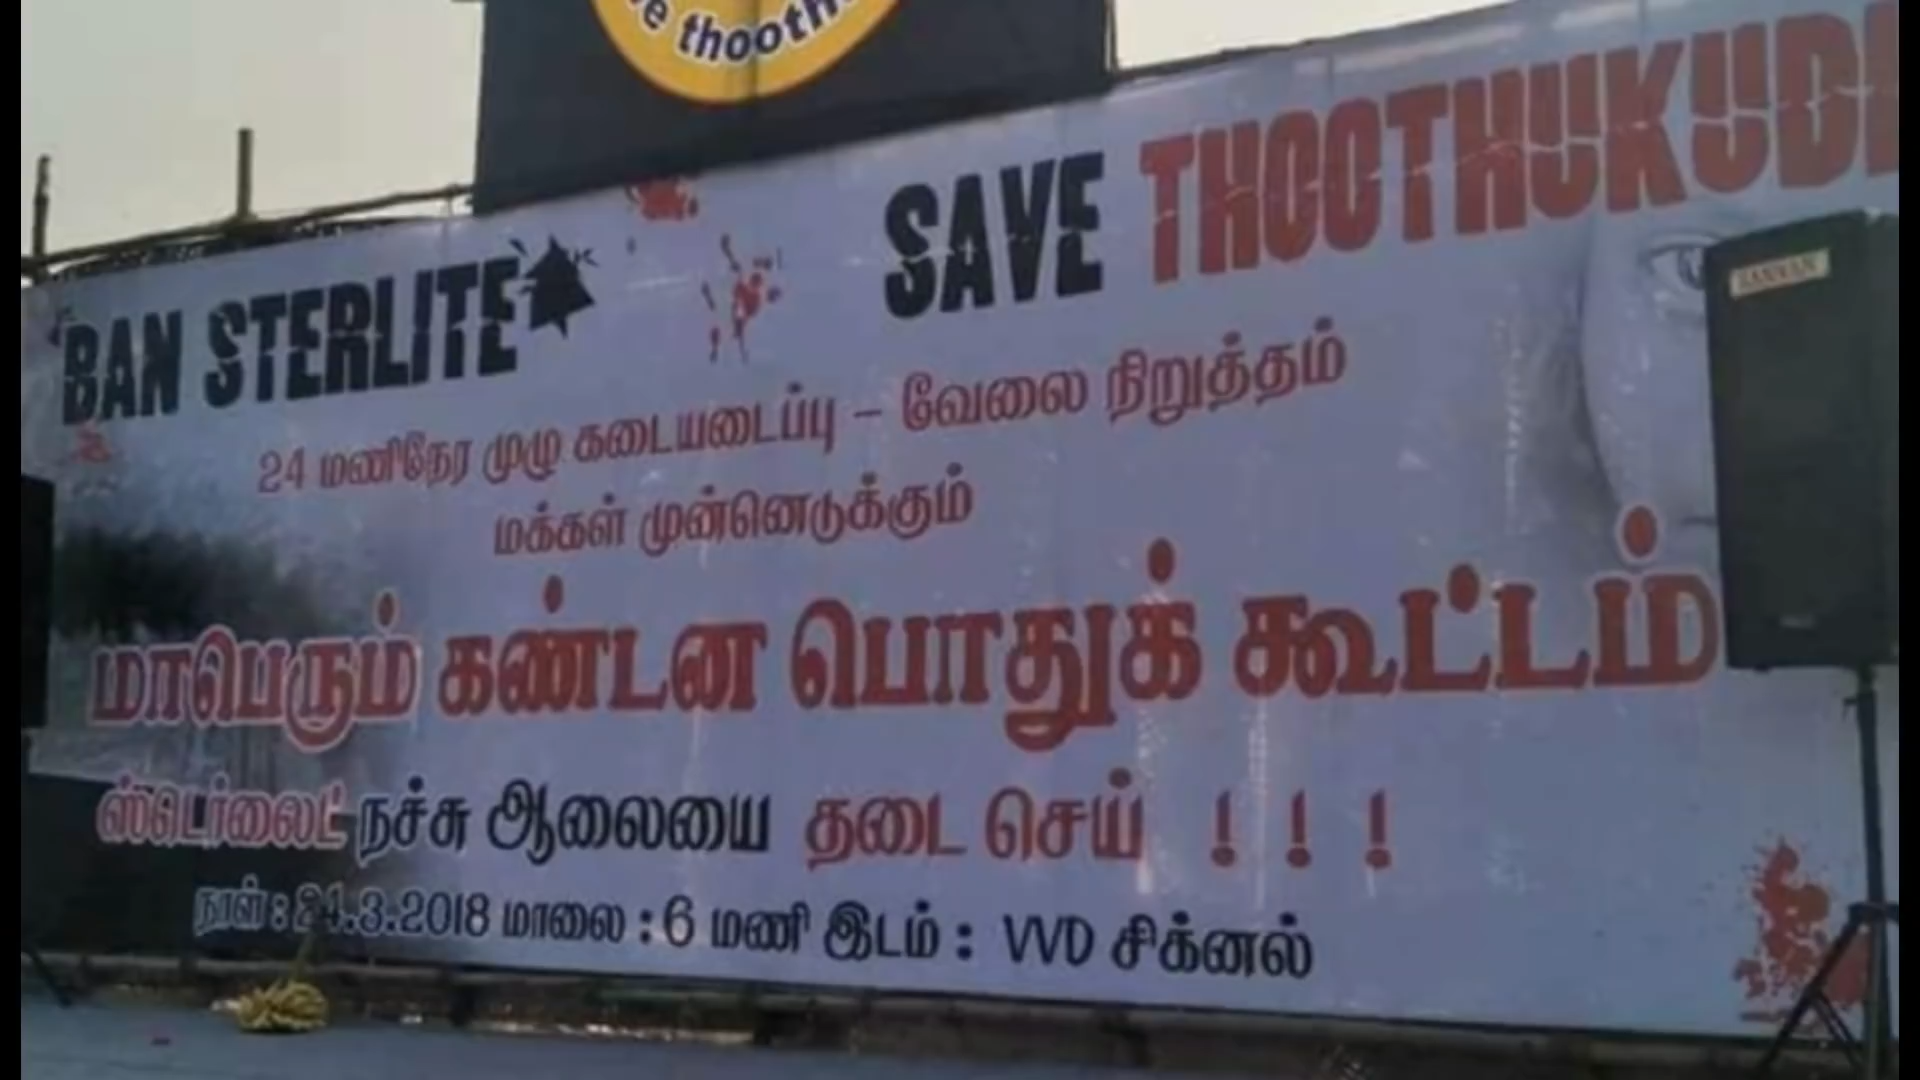 thooth
BAN STERLITE SAVE THOOTHUKUDI
24 மணிநேர முழு கடையடைப்பு – வேலை நிறுத்தம்
மக்கள் முன்னெடுக்கும்
மாபெரும் கண்டன பொதுக் கூட்டம்
ஸ்டெர்லைட் நச்சு ஆலையை தடை செய் ! ! !
நாள் : 24.3.2018 மாலை : 6 மணி இடம் : VVD சிக்னல்